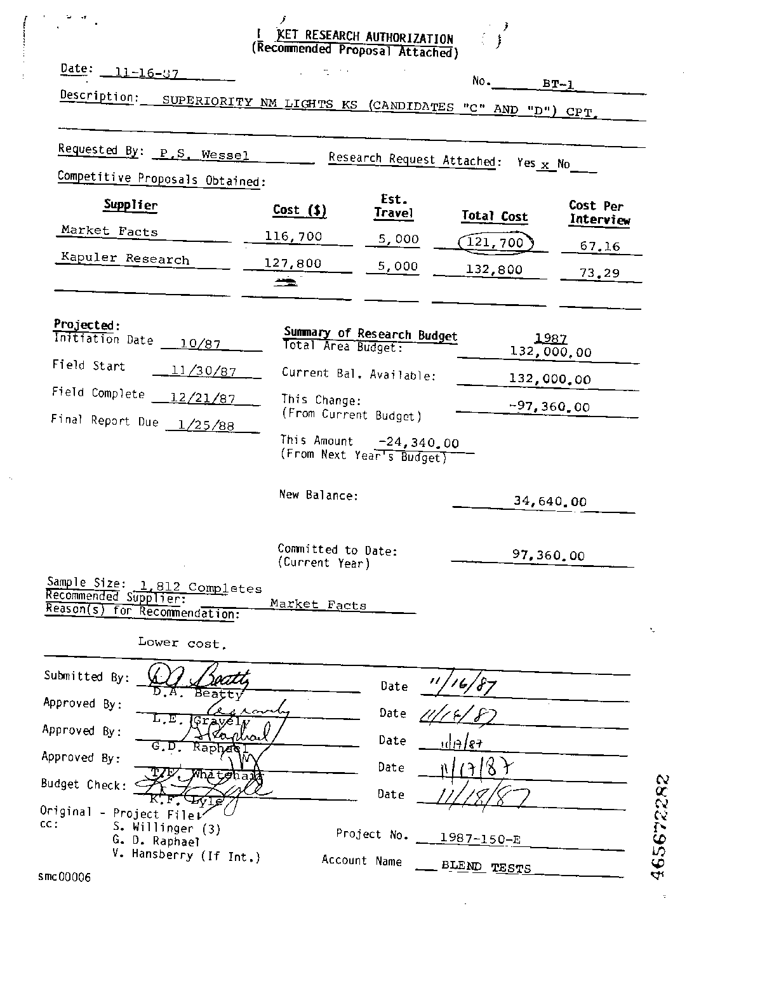 KET RESEARCH AUTHORIZATION
(Recommended Proposal Attached)
Date: 11-16-87
No. BT-1
Description: SUPERIORITY NM LIGHTS KS (CANDIDATES "C" AND "D") CPT.
Requested By: P.S. Wessel Research Request Attached: Yes x No
Competitive Proposals Obtained:
Supplier Cost ($) Est. Travel Total Cost Cost Per Interview
Market Facts 116,700 5,000 121,700 67.16
Kapuler Research 127,800 5,000 132,800 73.29
Projected: Summary of Research Budget 1987
Initiation Date 10/87 Total Area Budget: 132,000.00
Field Start 11/30/87 Current Bal. Available: 132,000.00
Field Complete 12/21/87 This Change: -97,360.00
(From Current Budget)
Final Report Due 1/25/88
This Amount -24,340.00
(From Next Year's Budget)
New Balance: 34,640.00
Committed to Date: 97,360.00
(Current Year)
Sample Size: 1,812 Completes
Recommended Supplier: Market Facts
Reason(s) for Recommendation:
Lower cost.
Submitted By: DA Beatty Date 11/16/87
D.A. Beatty
Approved By: Date 11/16/87
L.E. Gravely
Approved By: Raphael Date 11/17/87
G.D. Raphael
Approved By: Date 11/17/87
Whitehair
Budget Check: Date 11/18/87
K.F. Lyle
Original - Project File
cc: S. Willinger (3)
G. D. Raphael
V. Hansberry (If Int.)
Project No. 1987-150-E
Account Name BLEND TESTS
smc00006
465672282